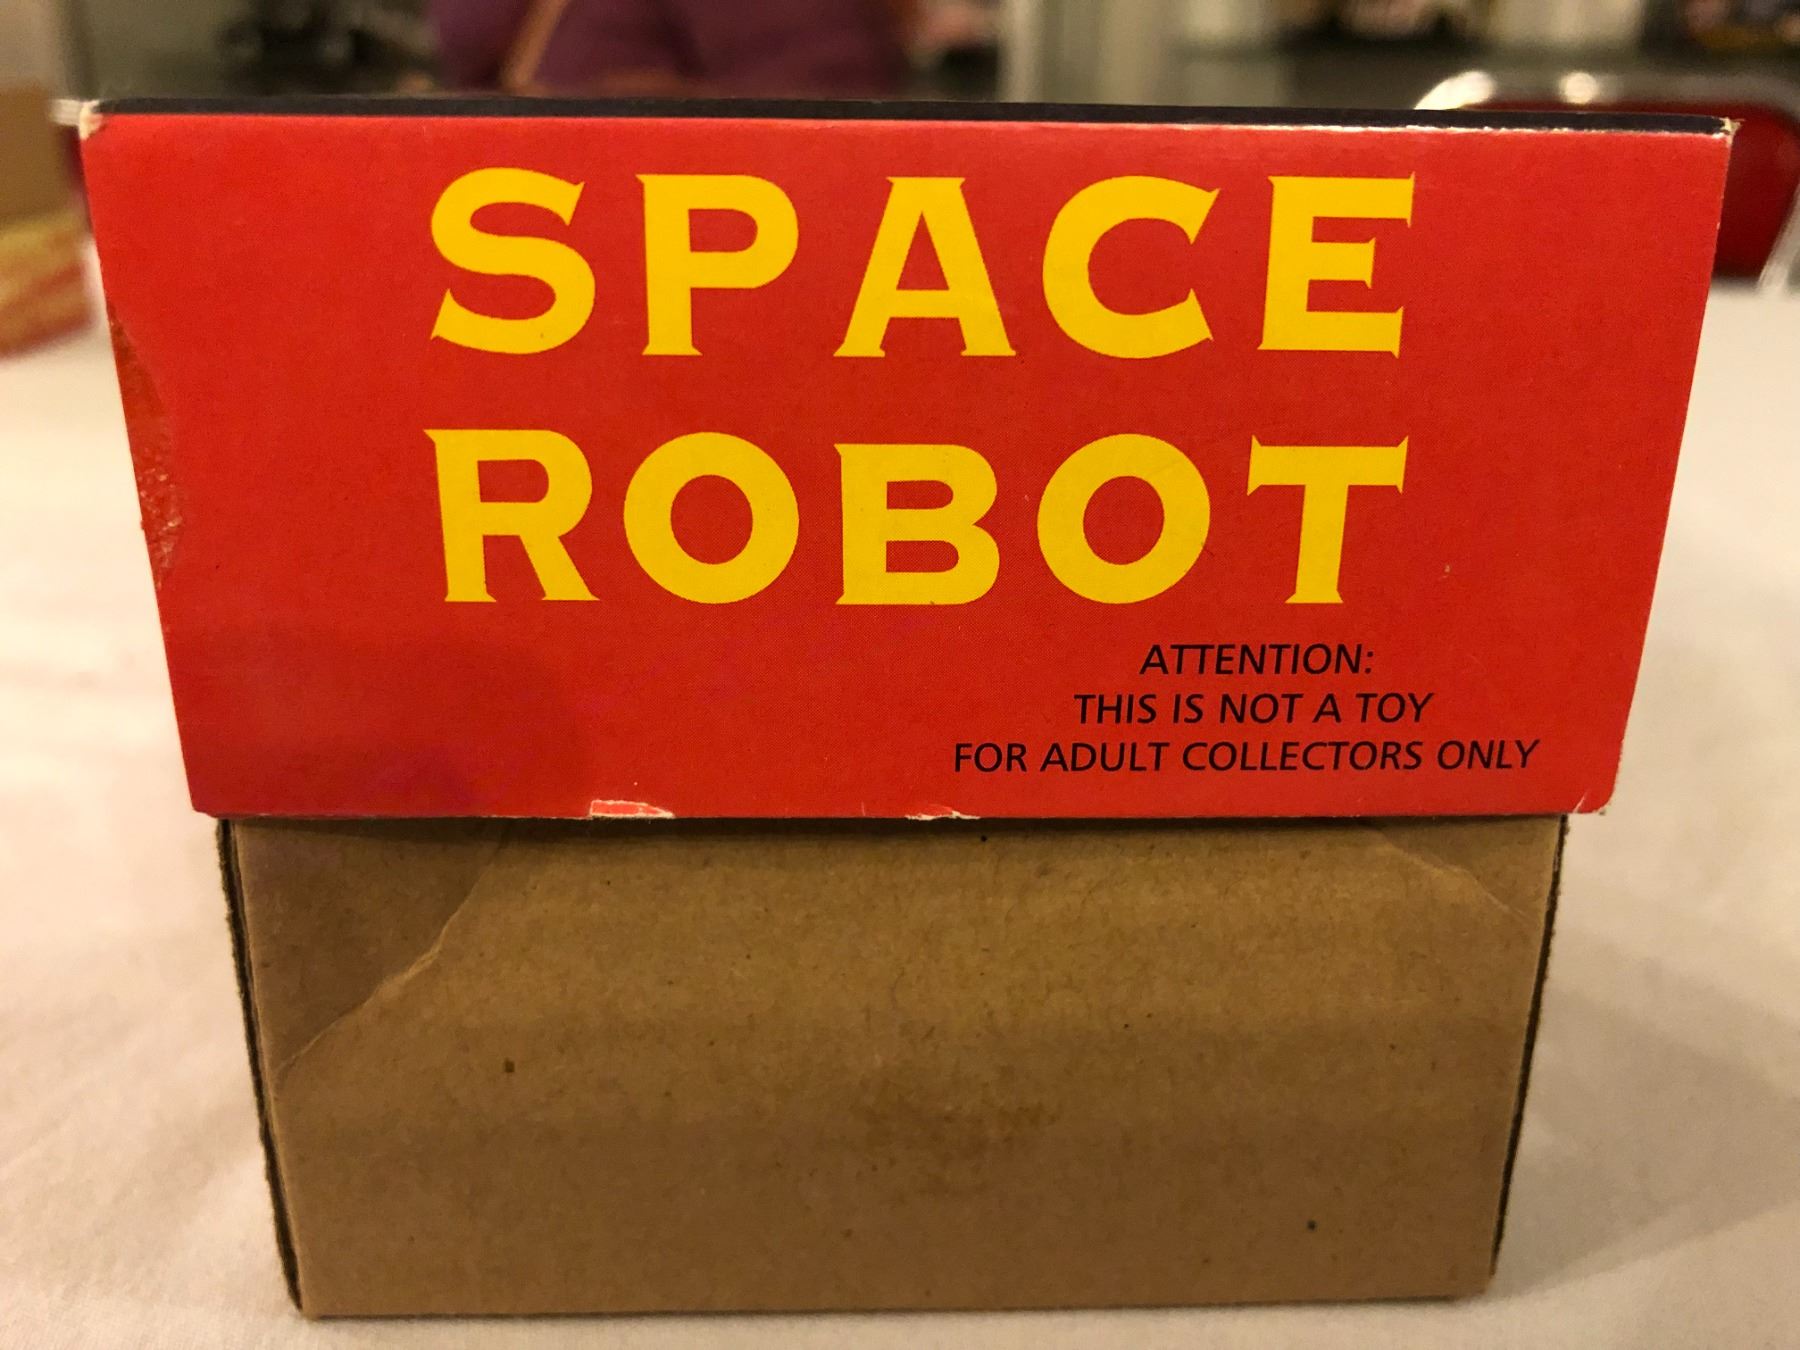 SPACE
ROBOT
ATTENTION:
THIS IS NOT A TOY
FOR ADULT COLLECTORS ONLY